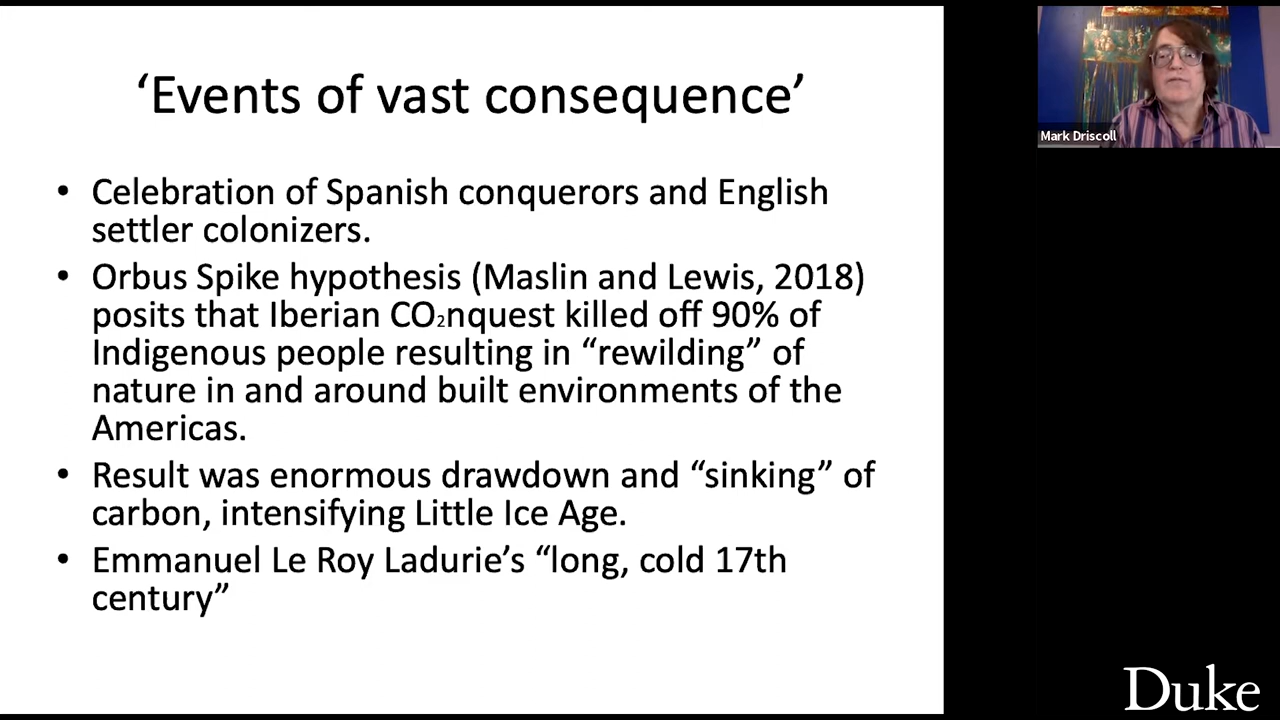 ‘Events of vast consequence’
• Celebration of Spanish conquerors and English
settler colonizers.
• Orbus Spike hypothesis (Maslin and Lewis, 2018)
posits that Iberian CO₂nquest killed off 90% of
Indigenous people resulting in “rewilding” of
nature in and around built environments of the
Americas.
• Result was enormous drawdown and “sinking” of
carbon, intensifying Little Ice Age.
• Emmanuel Le Roy Ladurie’s “long, cold 17th
century”
Mark Driscoll
Duke